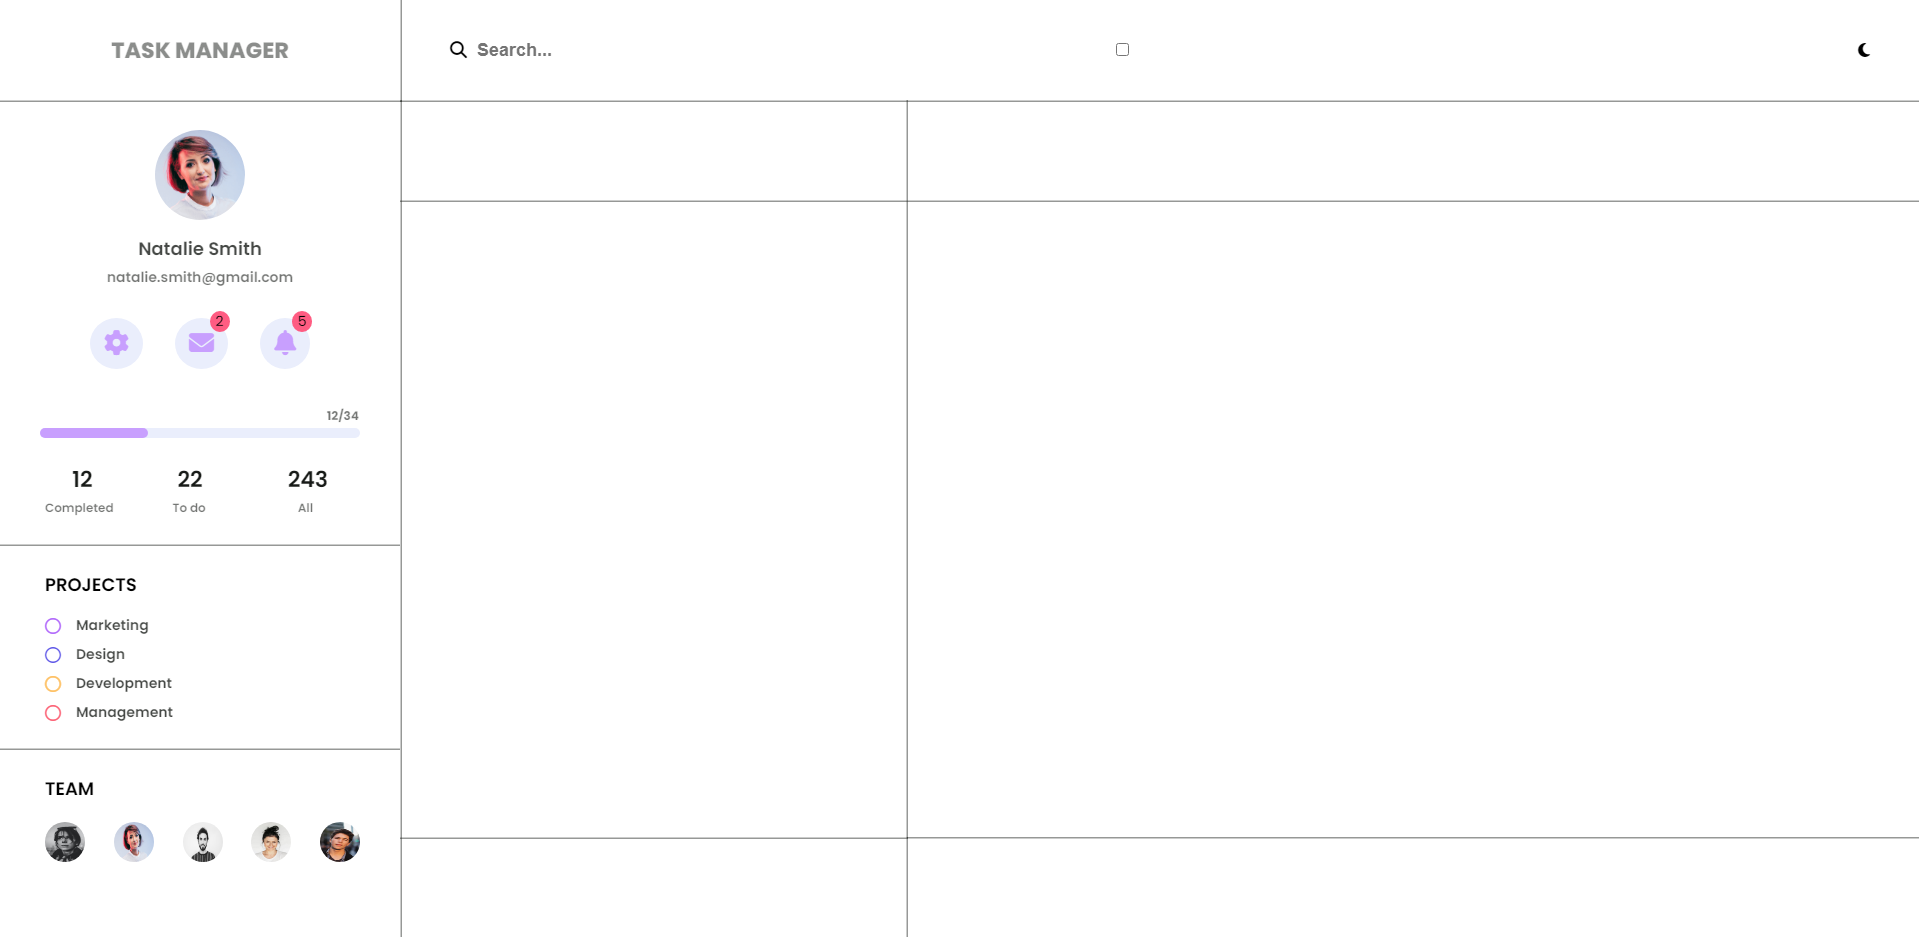 TASK MANAGER
Search...
Natalie Smith
natalie.smith@gmail.com
2
5
12/34
12 22 243
Completed To do All
PROJECTS
Marketing
Design
Development
Management
TEAM